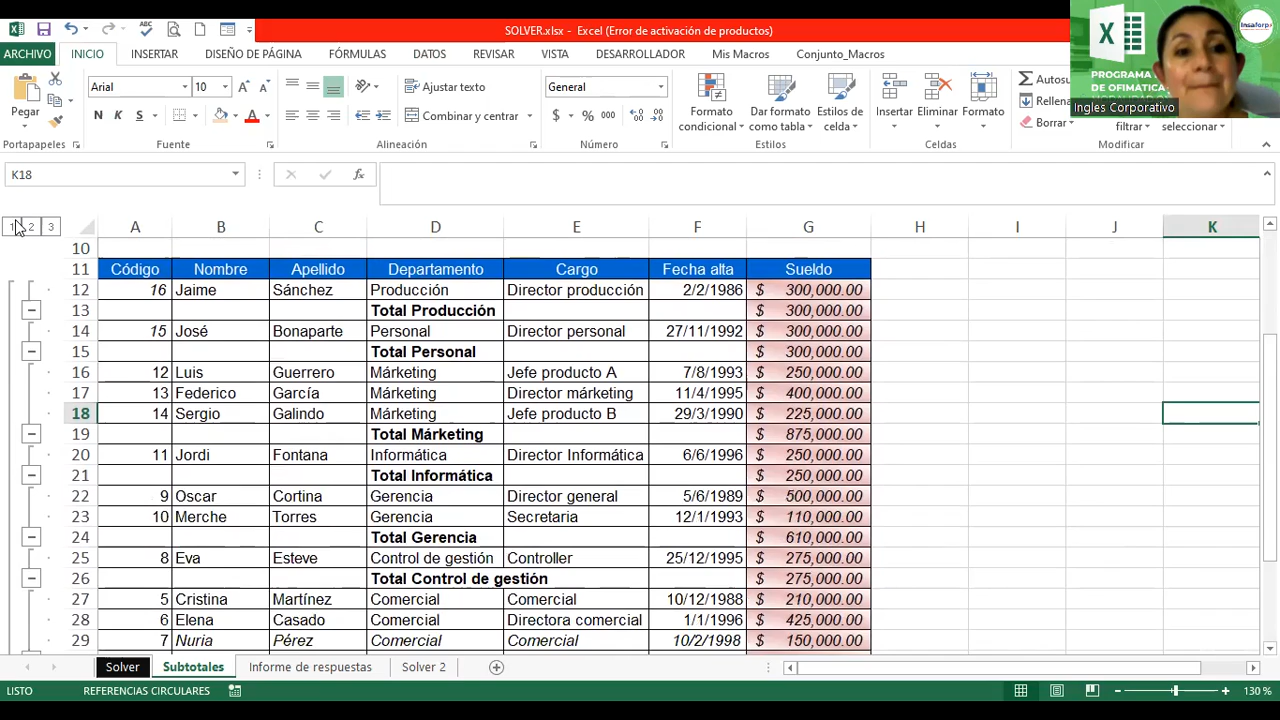 SOLVER.xlsx - Excel (Error de activación de productos)
ARCHIVO INICIO INSERTAR DISEÑO DE PÁGINA FÓRMULAS DATOS REVISAR VISTA DESARROLLADOR Mis Macros Conjunto_Macros
Insaforp
PROGRAMA
DE OFIMÁTICA
Ingles Corporativo
Pegar
Arial 10
N K S
Ajustar texto
Combinar y centrar
General
$ % 000
Formato condicional
Dar formato como tabla
Estilos de celda
Insertar Eliminar Formato
Autosu
Rellena
Borrar
filtrar seleccionar
Portapapeles Fuente Alineación Número Estilos Celdas Modificar
K18 fx
1 2 3 A B C D E F G H I J K
10
11 Código Nombre Apellido Departamento Cargo Fecha alta Sueldo
12 16 Jaime Sánchez Producción Director producción 2/2/1986 $ 300,000.00
13 Total Producción $ 300,000.00
14 15 José Bonaparte Personal Director personal 27/11/1992 $ 300,000.00
15 Total Personal $ 300,000.00
16 12 Luis Guerrero Márketing Jefe producto A 7/8/1993 $ 250,000.00
17 13 Federico García Márketing Director márketing 11/4/1995 $ 400,000.00
18 14 Sergio Galindo Márketing Jefe producto B 29/3/1990 $ 225,000.00
19 Total Márketing $ 875,000.00
20 11 Jordi Fontana Informática Director Informática 6/6/1996 $ 250,000.00
21 Total Informática $ 250,000.00
22 9 Oscar Cortina Gerencia Director general 5/6/1989 $ 500,000.00
23 10 Merche Torres Gerencia Secretaria 12/1/1993 $ 110,000.00
24 Total Gerencia $ 610,000.00
25 8 Eva Esteve Control de gestión Controller 25/12/1995 $ 275,000.00
26 Total Control de gestión $ 275,000.00
27 5 Cristina Martínez Comercial Comercial 10/12/1988 $ 210,000.00
28 6 Elena Casado Comercial Directora comercial 1/1/1996 $ 425,000.00
29 7 Nuria Pérez Comercial Comercial 10/2/1998 $ 150,000.00
Solver Subtotales Informe de respuestas Solver 2
LISTO REFERENCIAS CIRCULARES 130 %